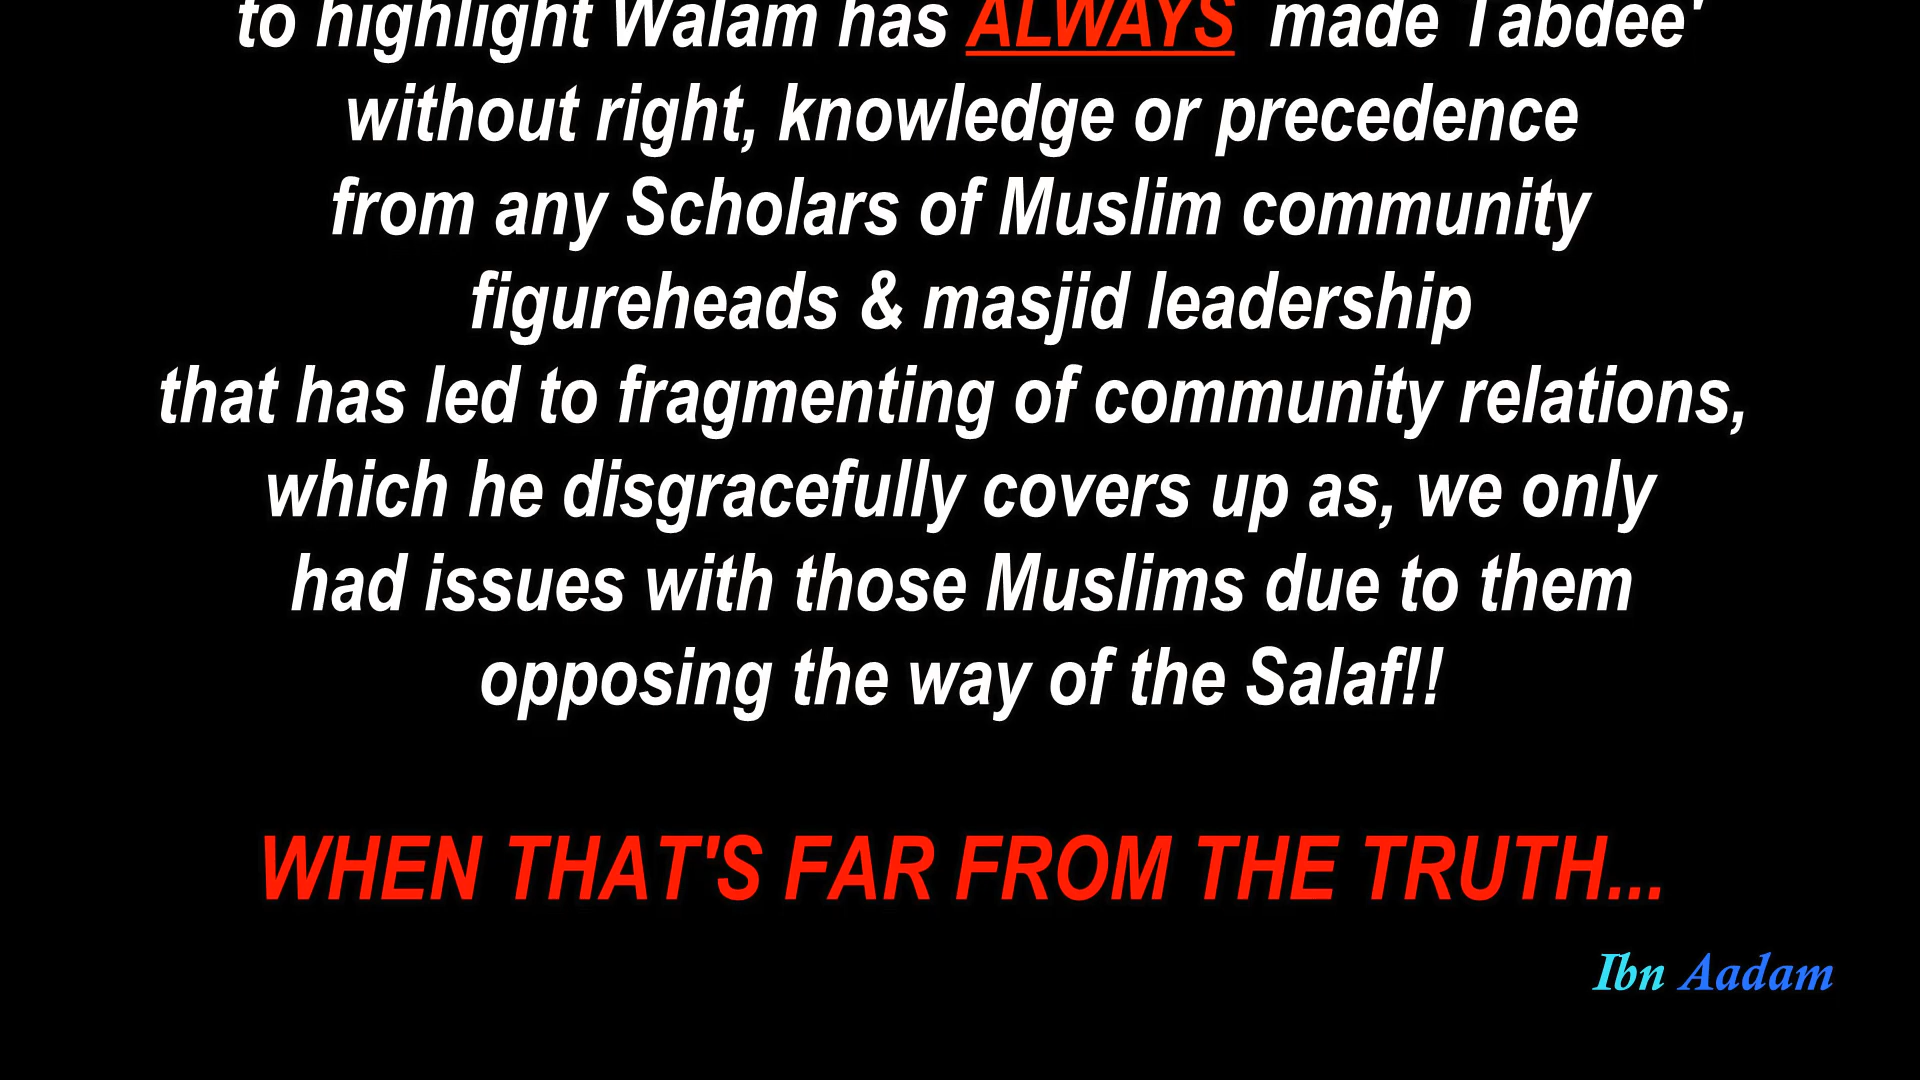 to highlight Walam has ALWAYS made Tabdee'
without right, knowledge or precedence
from any Scholars of Muslim community
figureheads & masjid leadership
that has led to fragmenting of community relations,
which he disgracefully covers up as, we only
had issues with those Muslims due to them
opposing the way of the Salaf!!
WHEN THAT'S FAR FROM THE TRUTH...
Ibn Aadam